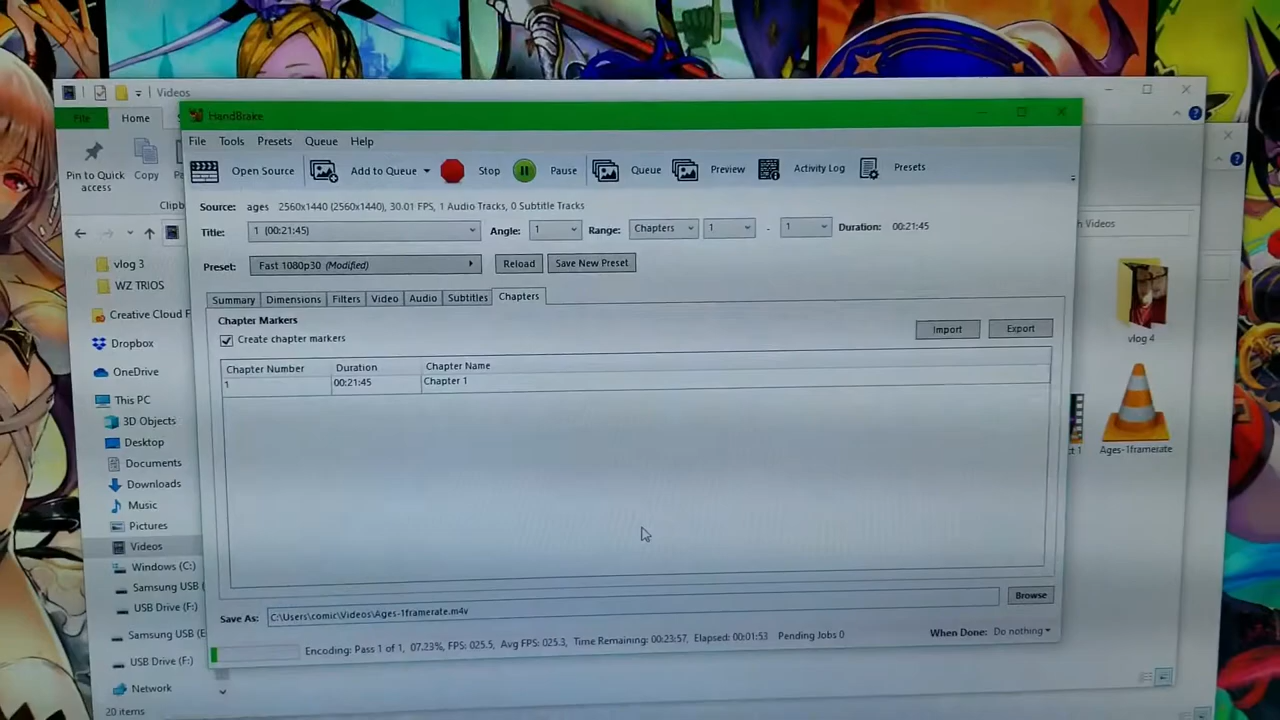 Videos
File
Home
HandBrake
File Tools Presets Queue Help
Pin to Quick access
Copy
Open Source
Add to Queue
Stop
Pause
Queue
Preview
Activity Log
Presets
Source: ages 2560x1440 (2560x1440), 30.01 FPS, 1 Audio Tracks, 0 Subtitle Tracks
Title: 1 (00:21:45) Angle: 1 Range: Chapters 1 - 1 Duration: 00:21:45
Preset: Fast 1080p30 (Modified) Reload Save New Preset
Summary Dimensions Filters Video Audio Subtitles Chapters
Chapter Markers
Create chapter markers
Import Export
Chapter Number Duration Chapter Name
1 00:21:45 Chapter 1
Save As: C:\Users\comic\Videos\Ages-1framerate.m4v Browse
Encoding: Pass 1 of 1, 07.23%, FPS: 025.5, Avg FPS: 025.3, Time Remaining: 00:23:57, Elapsed: 00:01:53 Pending Jobs 0
When Done: Do nothing
vlog 3
WZ TRIOS
Creative Cloud F
Dropbox
OneDrive
This PC
3D Objects
Desktop
Documents
Downloads
Music
Pictures
Videos
Windows (C:)
Samsung USB
USB Drive (F:)
Samsung USB (E
USB Drive (F:)
Network
20 items
h Videos
vlog 4
ct 1
Ages-1framerate